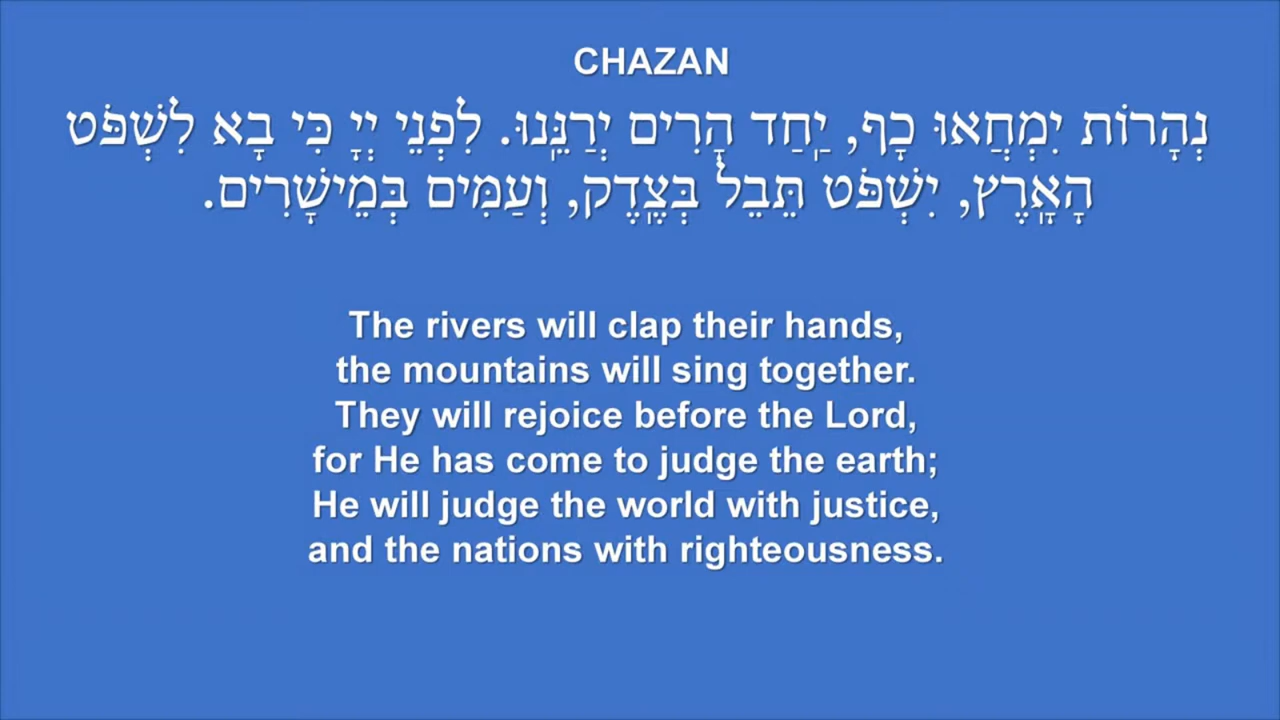 CHAZAN
נְהָרוֹת יִמְחֲאוּ כָף, יַֽחַד הָרִים יְרַנֵּֽנוּ. לִפְנֵי יְיָ כִּי בָא לִשְׁפֹּט
הָאָֽרֶץ, יִשְׁפֹּט תֵּבֵל בְּצֶֽדֶק, וְעַמִּים בְּמֵישָׁרִים.
The rivers will clap their hands,
the mountains will sing together.
They will rejoice before the Lord,
for He has come to judge the earth;
He will judge the world with justice,
and the nations with righteousness.